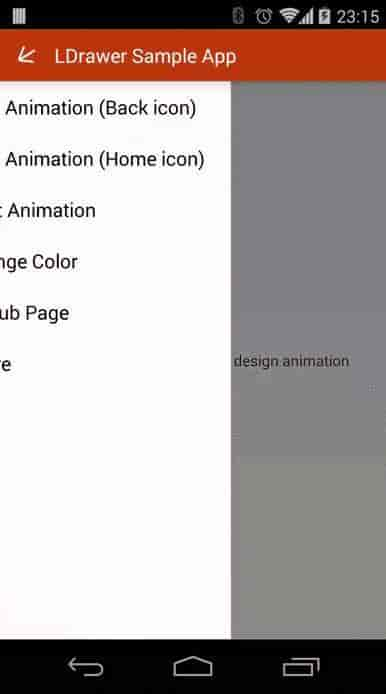 23:15
LDrawer Sample App
Animation (Back icon)
Animation (Home icon)
t Animation
nge Color
ub Page
re
design animation